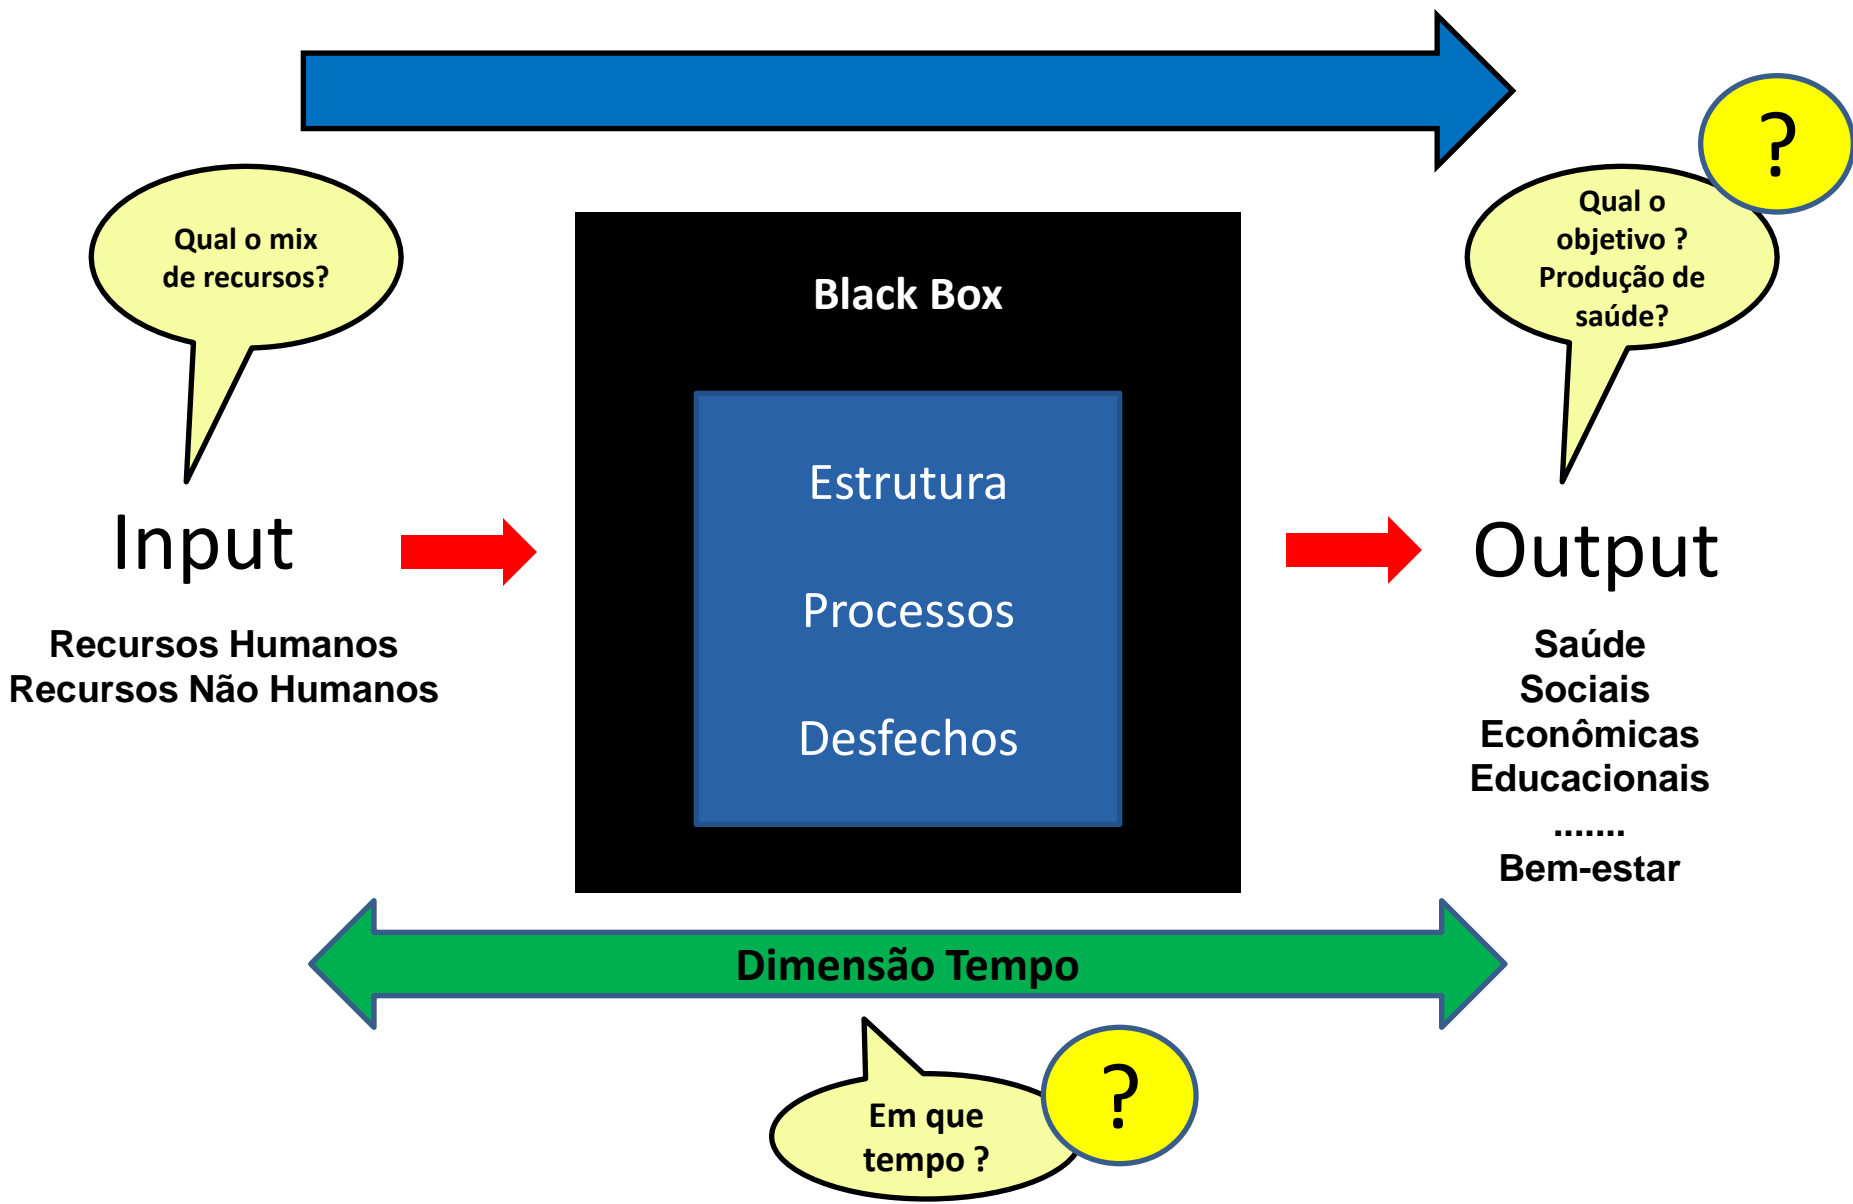 ?
Qual o mix
de recursos?
Qual o
objetivo ?
Produção de
saúde?
Black Box
Estrutura
Processos
Desfechos
Input
Recursos Humanos
Recursos Não Humanos
Output
Saúde
Sociais
Econômicas
Educacionais
.......
Bem-estar
Dimensão Tempo
Em que
tempo ?
?